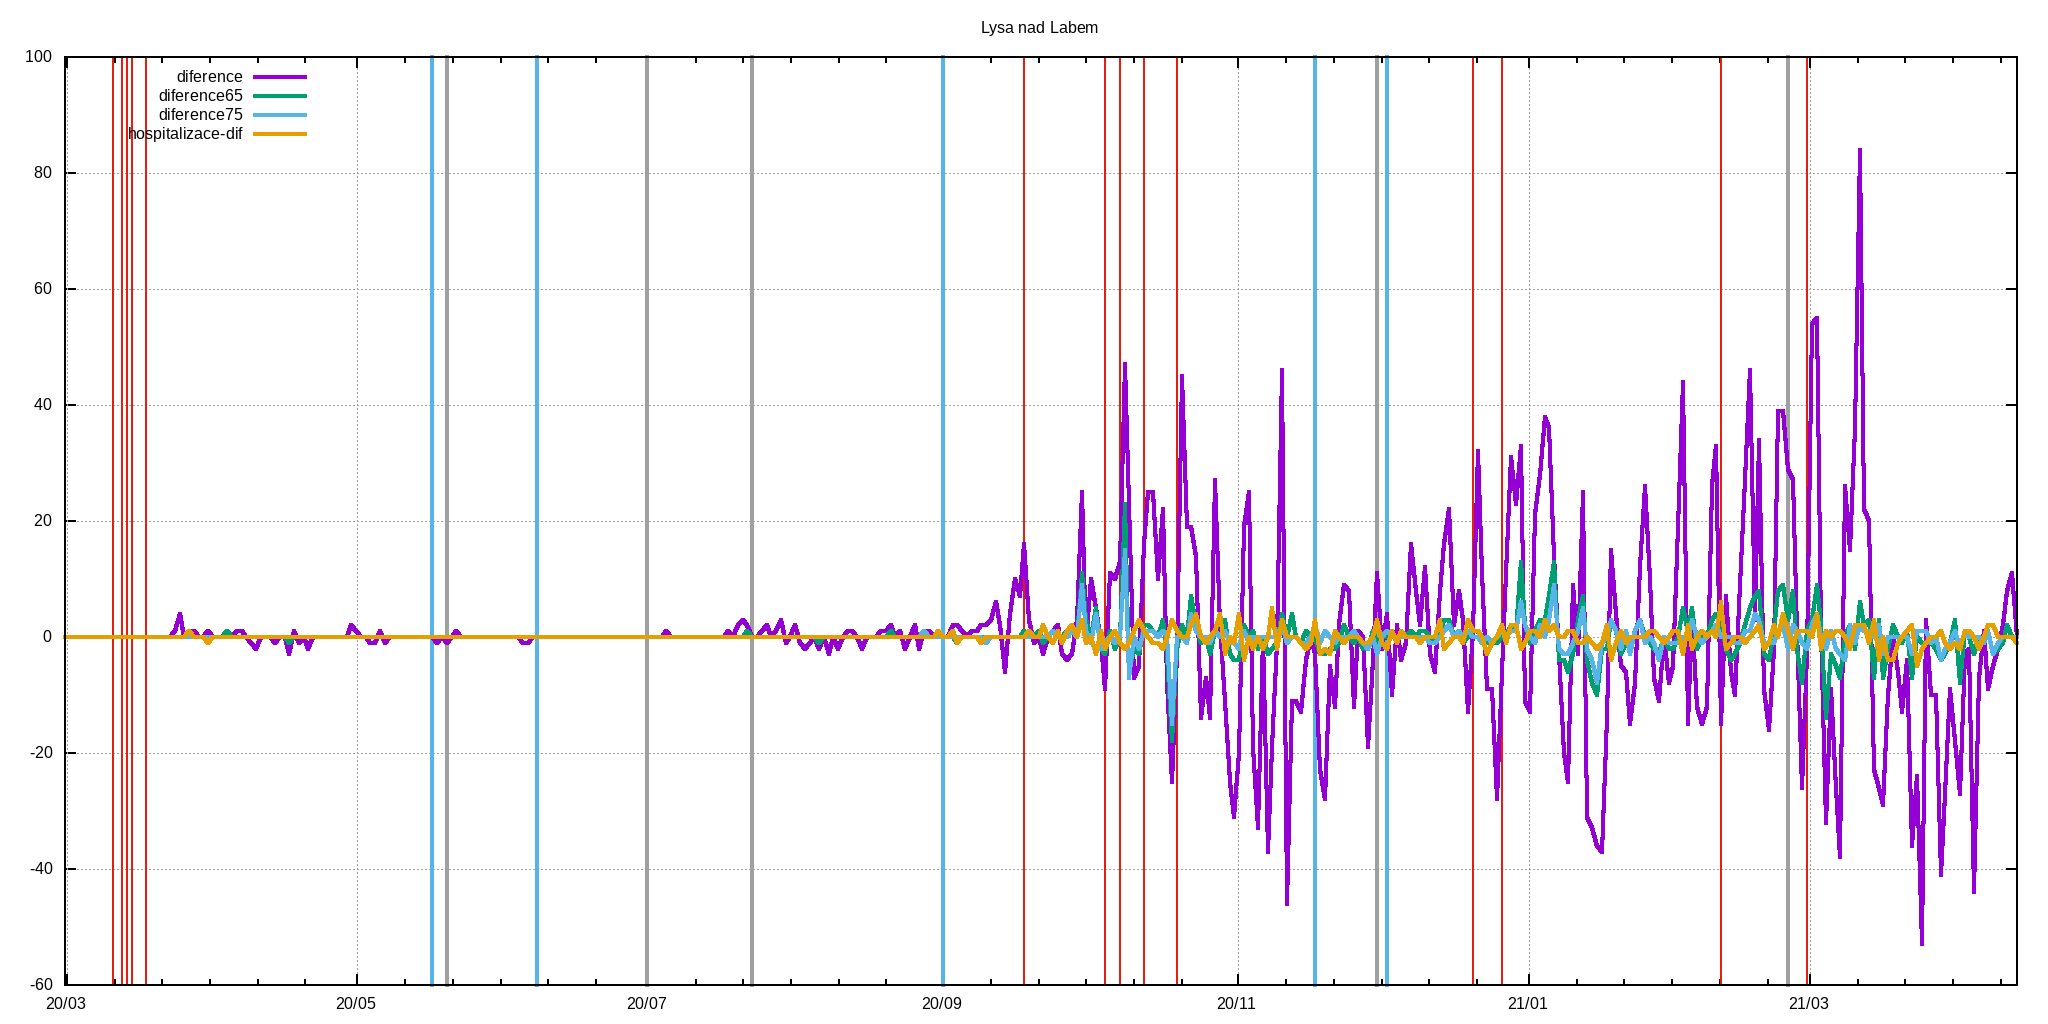 Lysa nad Labem
100
80
60
40
20
0
-20
-40
-60
diference
diference65
diference75
hospitalizace-dif
20/03 20/05 20/07 20/09 20/11 21/01 21/03